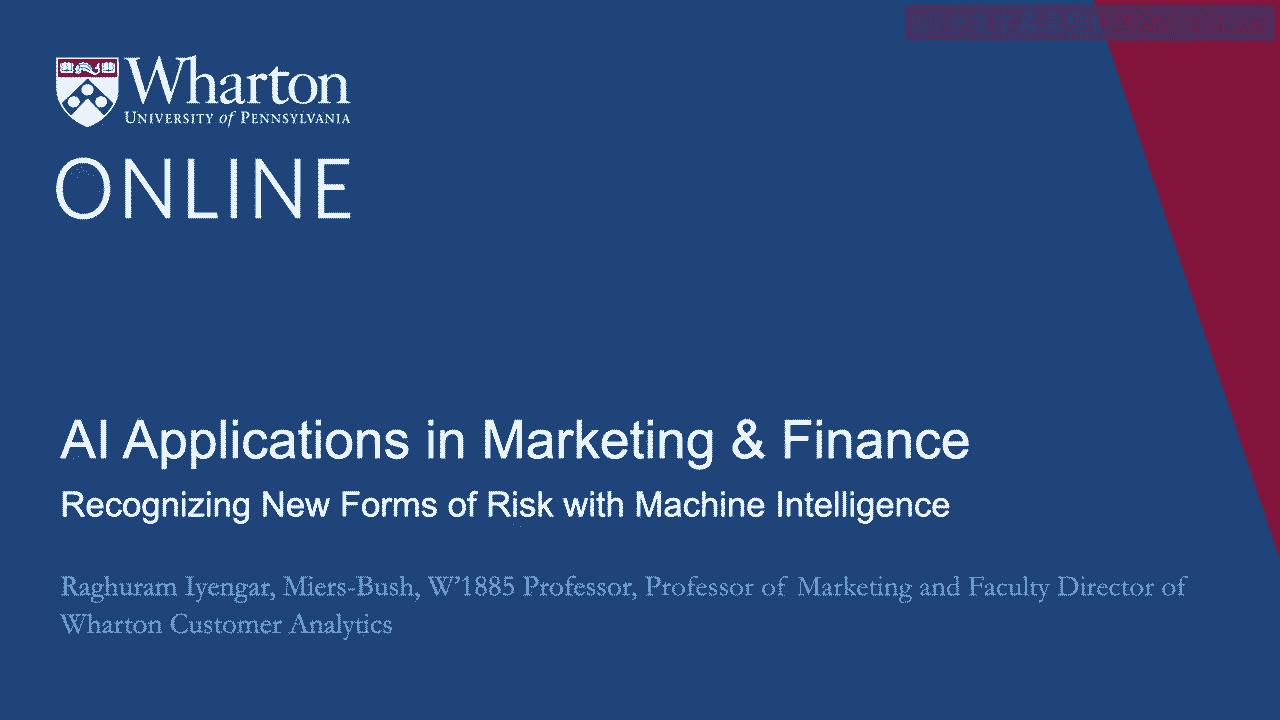 Wharton
UNIVERSITY of PENNSYLVANIA
ONLINE
AI Applications in Marketing & Finance
Recognizing New Forms of Risk with Machine Intelligence
Raghuram Iyengar, Miers-Bush, W’1885 Professor, Professor of Marketing and Faculty Director of
Wharton Customer Analytics